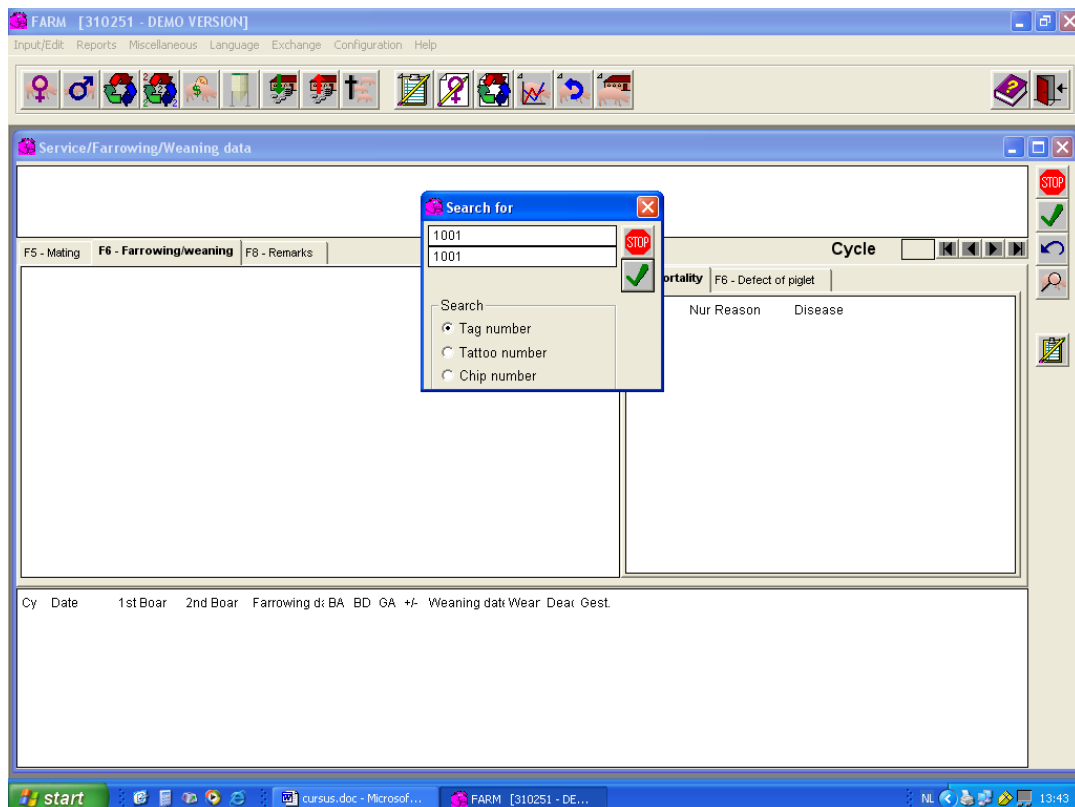 FARM [310251 - DEMO VERSION]
Input/Edit Reports Miscellaneous Language Exchange Configuration Help
Service/Farrowing/Weaning data
STOP
Search for
1001
1001
STOP
F5 - Mating F6 - Farrowing/weaning F8 - Remarks
Cycle
ortality F6 - Defect of piglet
Nur Reason Disease
Search
Tag number
Tattoo number
Chip number
Cy Date 1st Boar 2nd Boar Farrowing da BA BD GA +/- Weaning date Wear Dead Gest.
start cursus.doc - Microsof... FARM [310251 - DE... NL 13:43